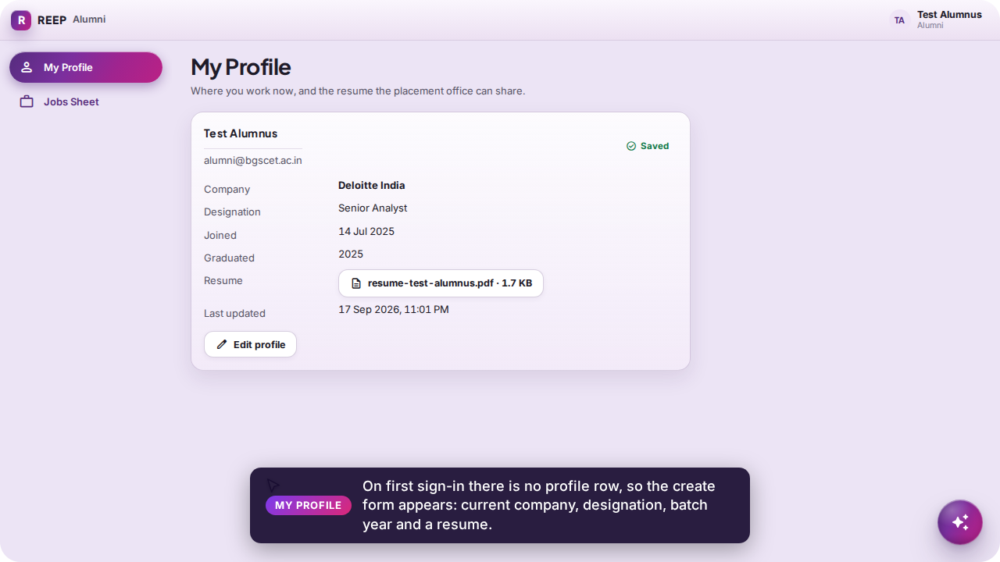 R REEP Alumni
TA Test Alumnus
Alumni
My Profile
Jobs Sheet
My Profile
Where you work now, and the resume the placement office can share.
Test Alumnus
alumni@bgscet.ac.in
Saved
Company Deloitte India
Designation Senior Analyst
Joined 14 Jul 2025
Graduated 2025
Resume resume-test-alumnus.pdf · 1.7 KB
Last updated 17 Sep 2026, 11:01 PM
Edit profile
MY PROFILE
On first sign-in there is no profile row, so the create
form appears: current company, designation, batch
year and a resume.